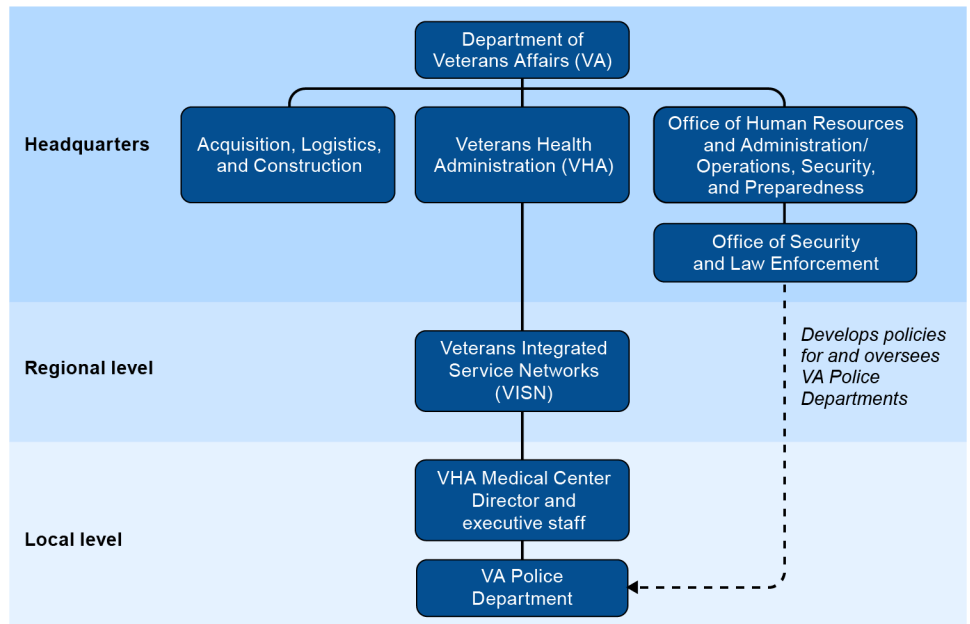 Department of
Veterans Affairs (VA)
Headquarters
Acquisition, Logistics,
and Construction
Veterans Health
Administration (VHA)
Office of Human Resources
and Administration/
Operations, Security,
and Preparedness
Office of Security
and Law Enforcement
Regional level
Veterans Integrated
Service Networks
(VISN)
Develops policies
for and oversees
VA Police
Departments
Local level
VHA Medical Center
Director and
executive staff
VA Police
Department